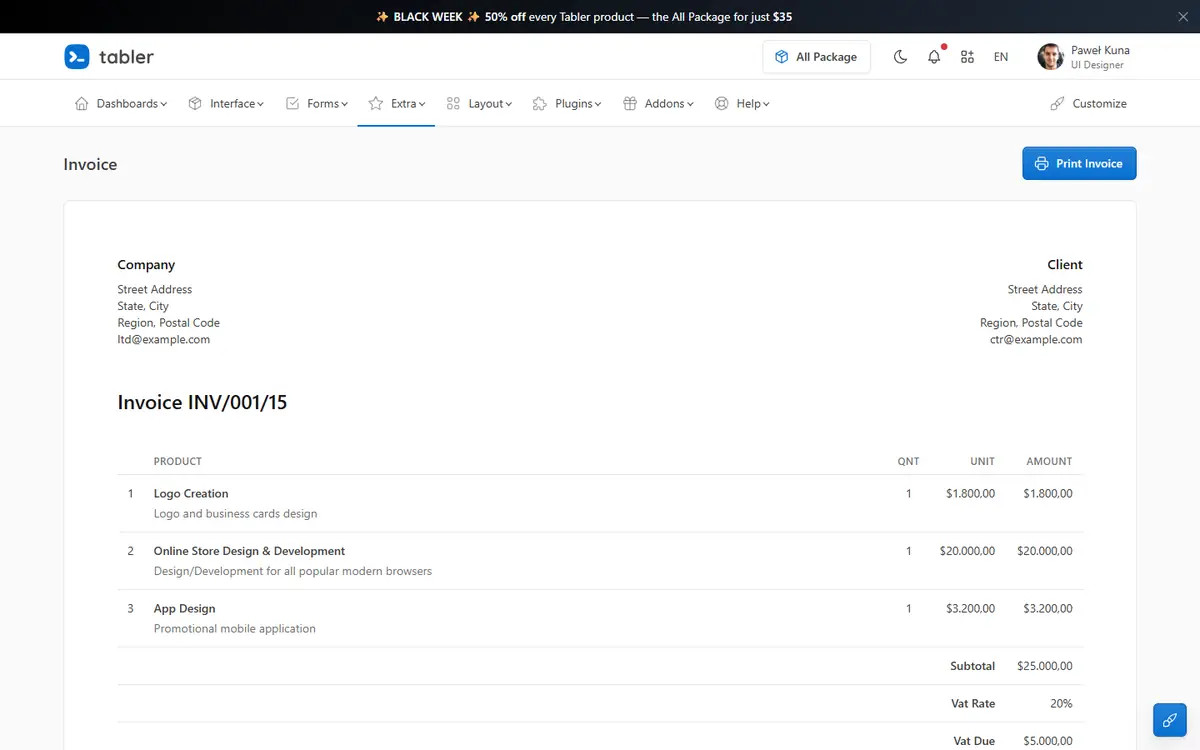 ✨ BLACK WEEK ✨ 50% off every Tabler product — the All Package for just $35
tabler
All Package
EN
Paweł Kuna
UI Designer
Dashboards
Interface
Forms
Extra
Layout
Plugins
Addons
Help
Customize
Invoice
Print Invoice
Company
Street Address
State, City
Region, Postal Code
ltd@example.com
Client
Street Address
State, City
Region, Postal Code
ctr@example.com
Invoice INV/001/15
PRODUCT QNT UNIT AMOUNT
1 Logo Creation 1 $1.800,00 $1.800,00
Logo and business cards design
2 Online Store Design & Development 1 $20.000,00 $20.000,00
Design/Development for all popular modern browsers
3 App Design 1 $3.200,00 $3.200,00
Promotional mobile application
Subtotal $25.000,00
Vat Rate 20%
Vat Due $5.000,00